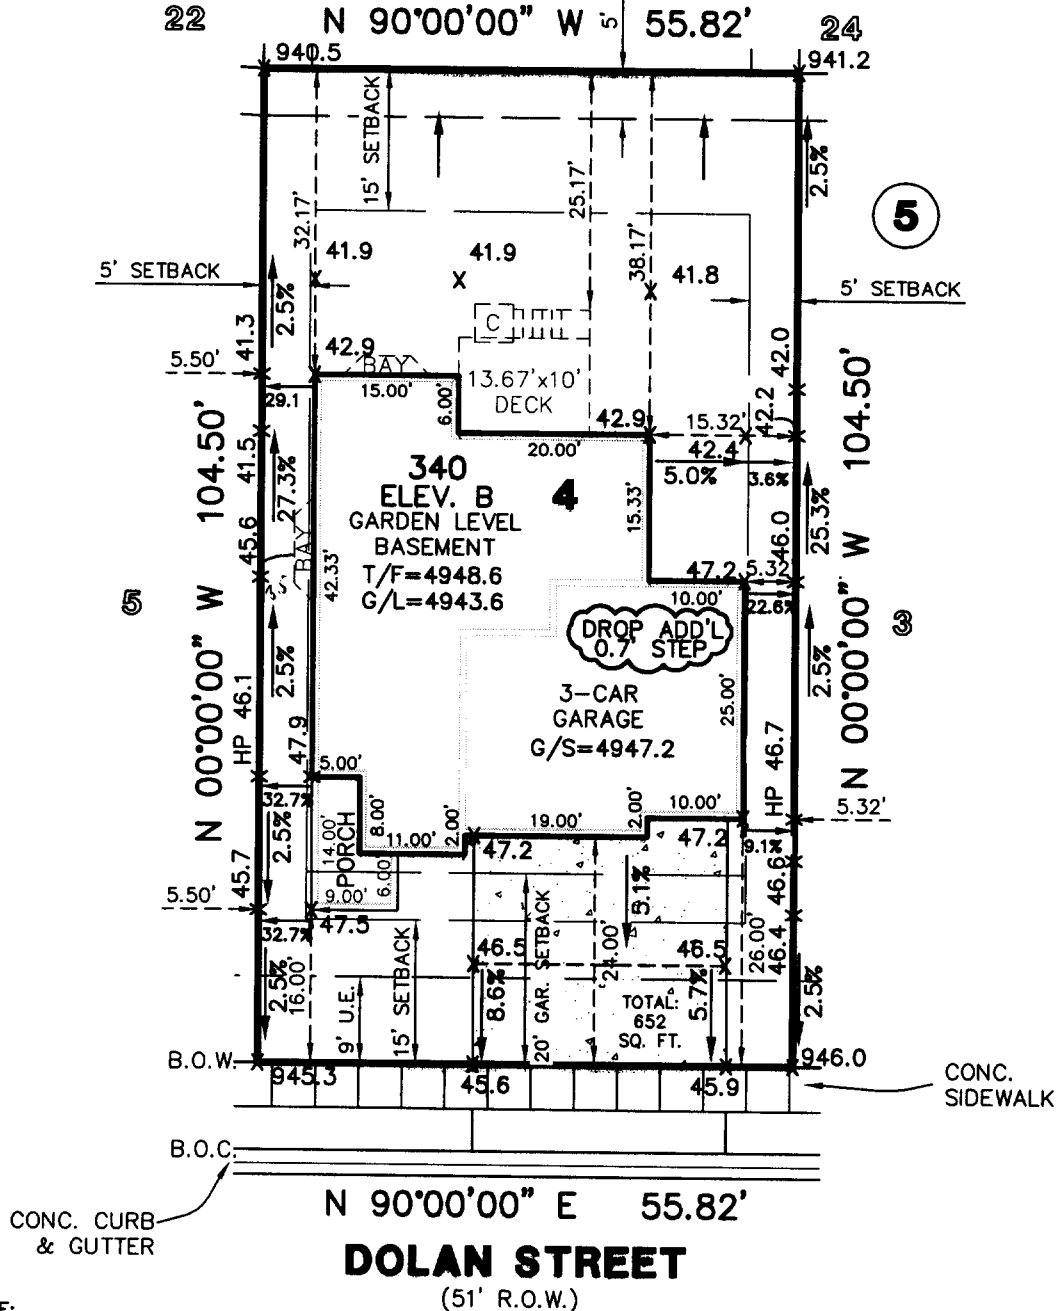 22
N 90°00'00" W
5'
55.82'
24
940.5
941.2
15' SETBACK
2.5%
32.17'
25.17'
38.17'
5
41.9
41.9
41.8
5' SETBACK
5' SETBACK
2.5%
C
41.3
42.0
5.50'
42.9
BAY
15.00'
6.00'
13.67'x10'
DECK
42.9
15.32'
42.2
29.1
20.00'
42.4
5.0%
3.6%
104.50'
104.50'
41.5
27.3%
340
ELEV. B
4
GARDEN LEVEL
BASEMENT
T/F=4948.6
G/L=4943.6
15.33'
25.3%
45.6
BAY
3.5'
42.33'
46.0
47.2
5.32'
10.00'
22.6%
5
N 00°00'00" W
N 00°00'00" W
3
DROP ADD'L
0.7' STEP
2.5%
2.5%
3-CAR
GARAGE
G/S=4947.2
25.00'
HP 46.1
47.9
HP 46.7
5.00'
32.7%
8.00'
14.00'
PORCH
11.00'
2.00'
19.00'
2.00'
10.00'
5.32'
2.5%
47.2
47.2
9.1%
45.7
5.50'
9.00'
6.00'
5.1%
46.6
32.7%
47.5
46.4
46.5
46.5
24.00'
26.00'
2.5%
16.00'
9' U.E.
15' SETBACK
8.6%
20' GAR. SETBACK
TOTAL:
652
SQ. FT.
5.7%
2.5%
B.O.W.
945.3
45.6
45.9
946.0
CONC.
SIDEWALK
B.O.C.
CONC. CURB
& GUTTER
N 90°00'00" E
55.82'
DOLAN STREET
(51' R.O.W.)